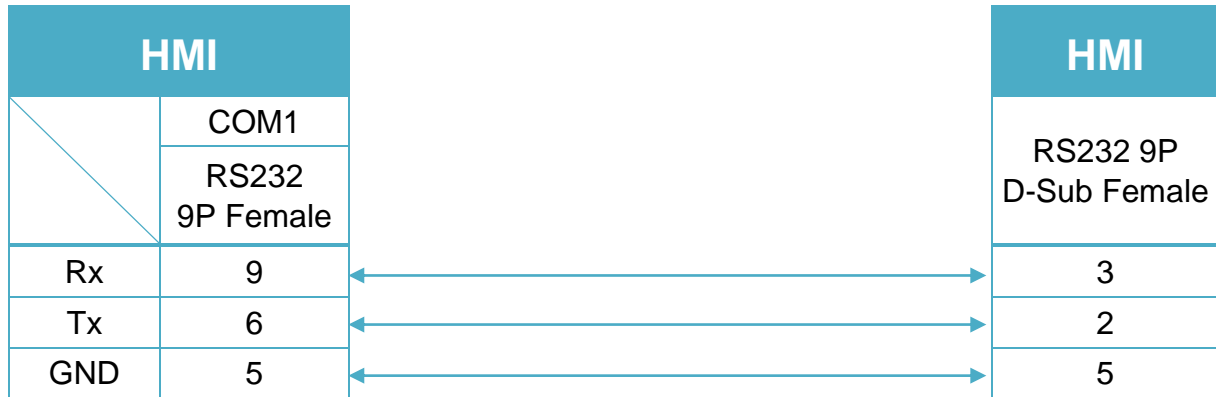 HMI HMI
COM1
RS232
9P Female
RS232 9P
D-Sub Female
Rx 9 3
Tx 6 2
GND 5 5